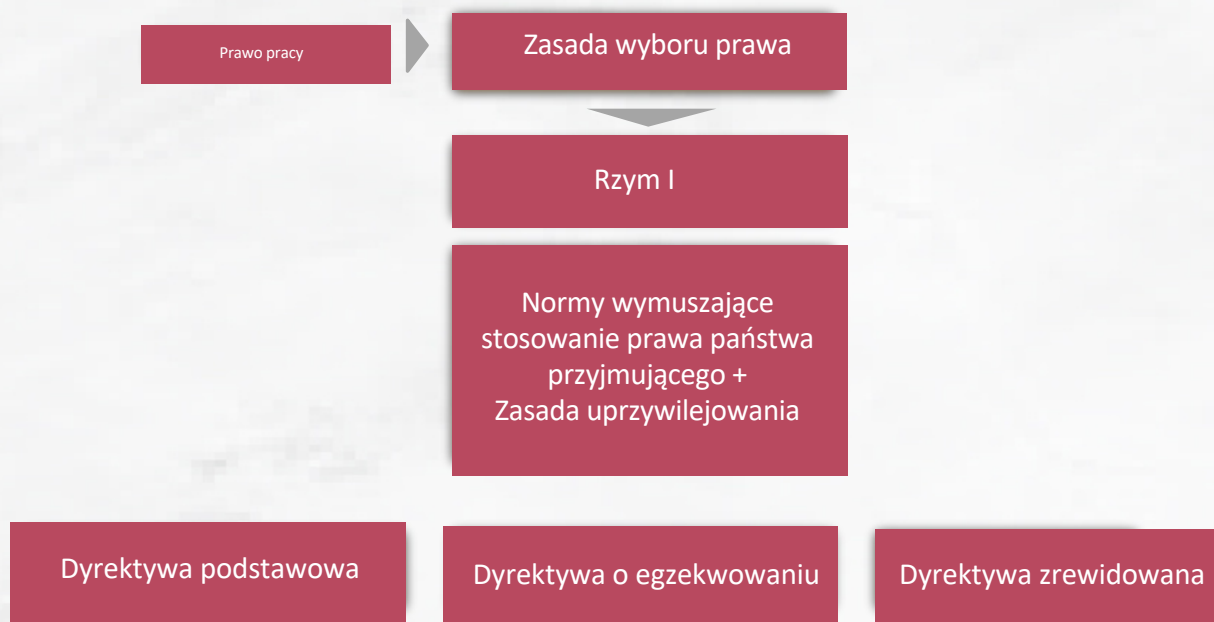 Prawo pracy
Zasada wyboru prawa
Rzym I
Normy wymuszające
stosowanie prawa państwa
przyjmującego +
Zasada uprzywilejowania
Dyrektywa podstawowa
Dyrektywa o egzekwowaniu
Dyrektywa zrewidowana